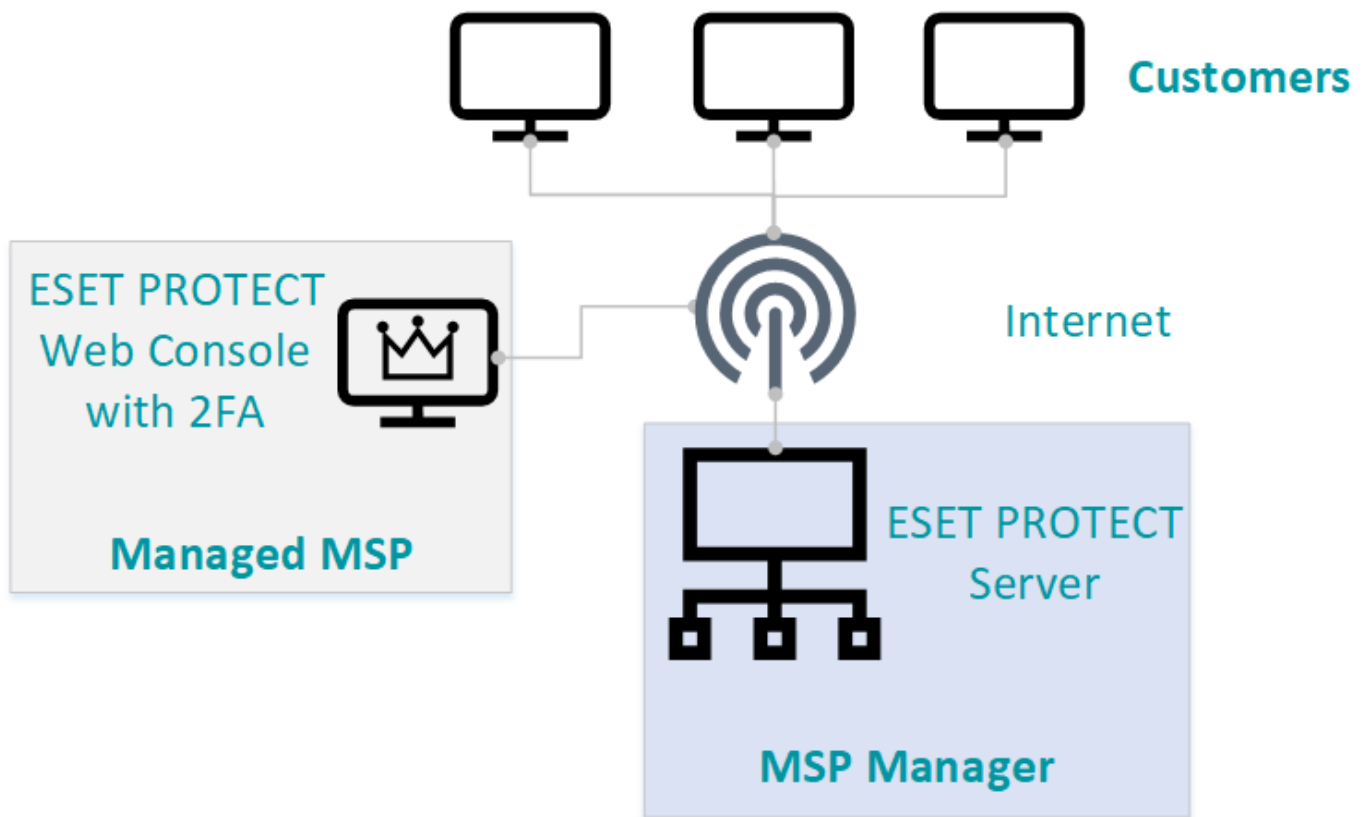 Customers
ESET PROTECT
Web Console
with 2FA
Managed MSP
Internet
ESET PROTECT
Server
MSP Manager